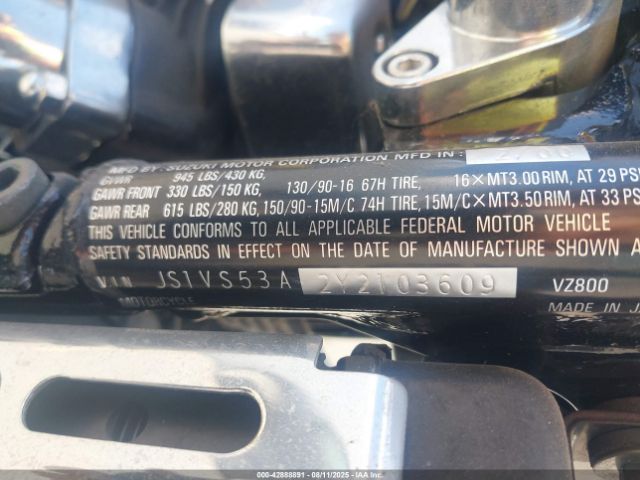 MFD BY: SUZUKI MOTOR CORPORATION MFD IN:
GVWR 945 LBS/430 KG,
GAWR FRONT 330 LBS/150 KG, 130/90-16 67H TIRE, 16×MT3.00 RIM, AT 29 PSI
GAWR REAR 615 LBS/280 KG, 150/90-15M/C 74H TIRE, 15M/C×MT3.50 RIM, AT 33 PS
THIS VEHICLE CONFORMS TO ALL APPLICABLE FEDERAL MOTOR VEHICLE
SAFETY STANDARDS IN EFFECT ON THE DATE OF MANUFACTURE SHOWN A
VIN JS1VS53A 2Y2103609 VZ800
MOTORCYCLE MADE IN J
000-42888891 - 08/11/2025 - IAAI.COM